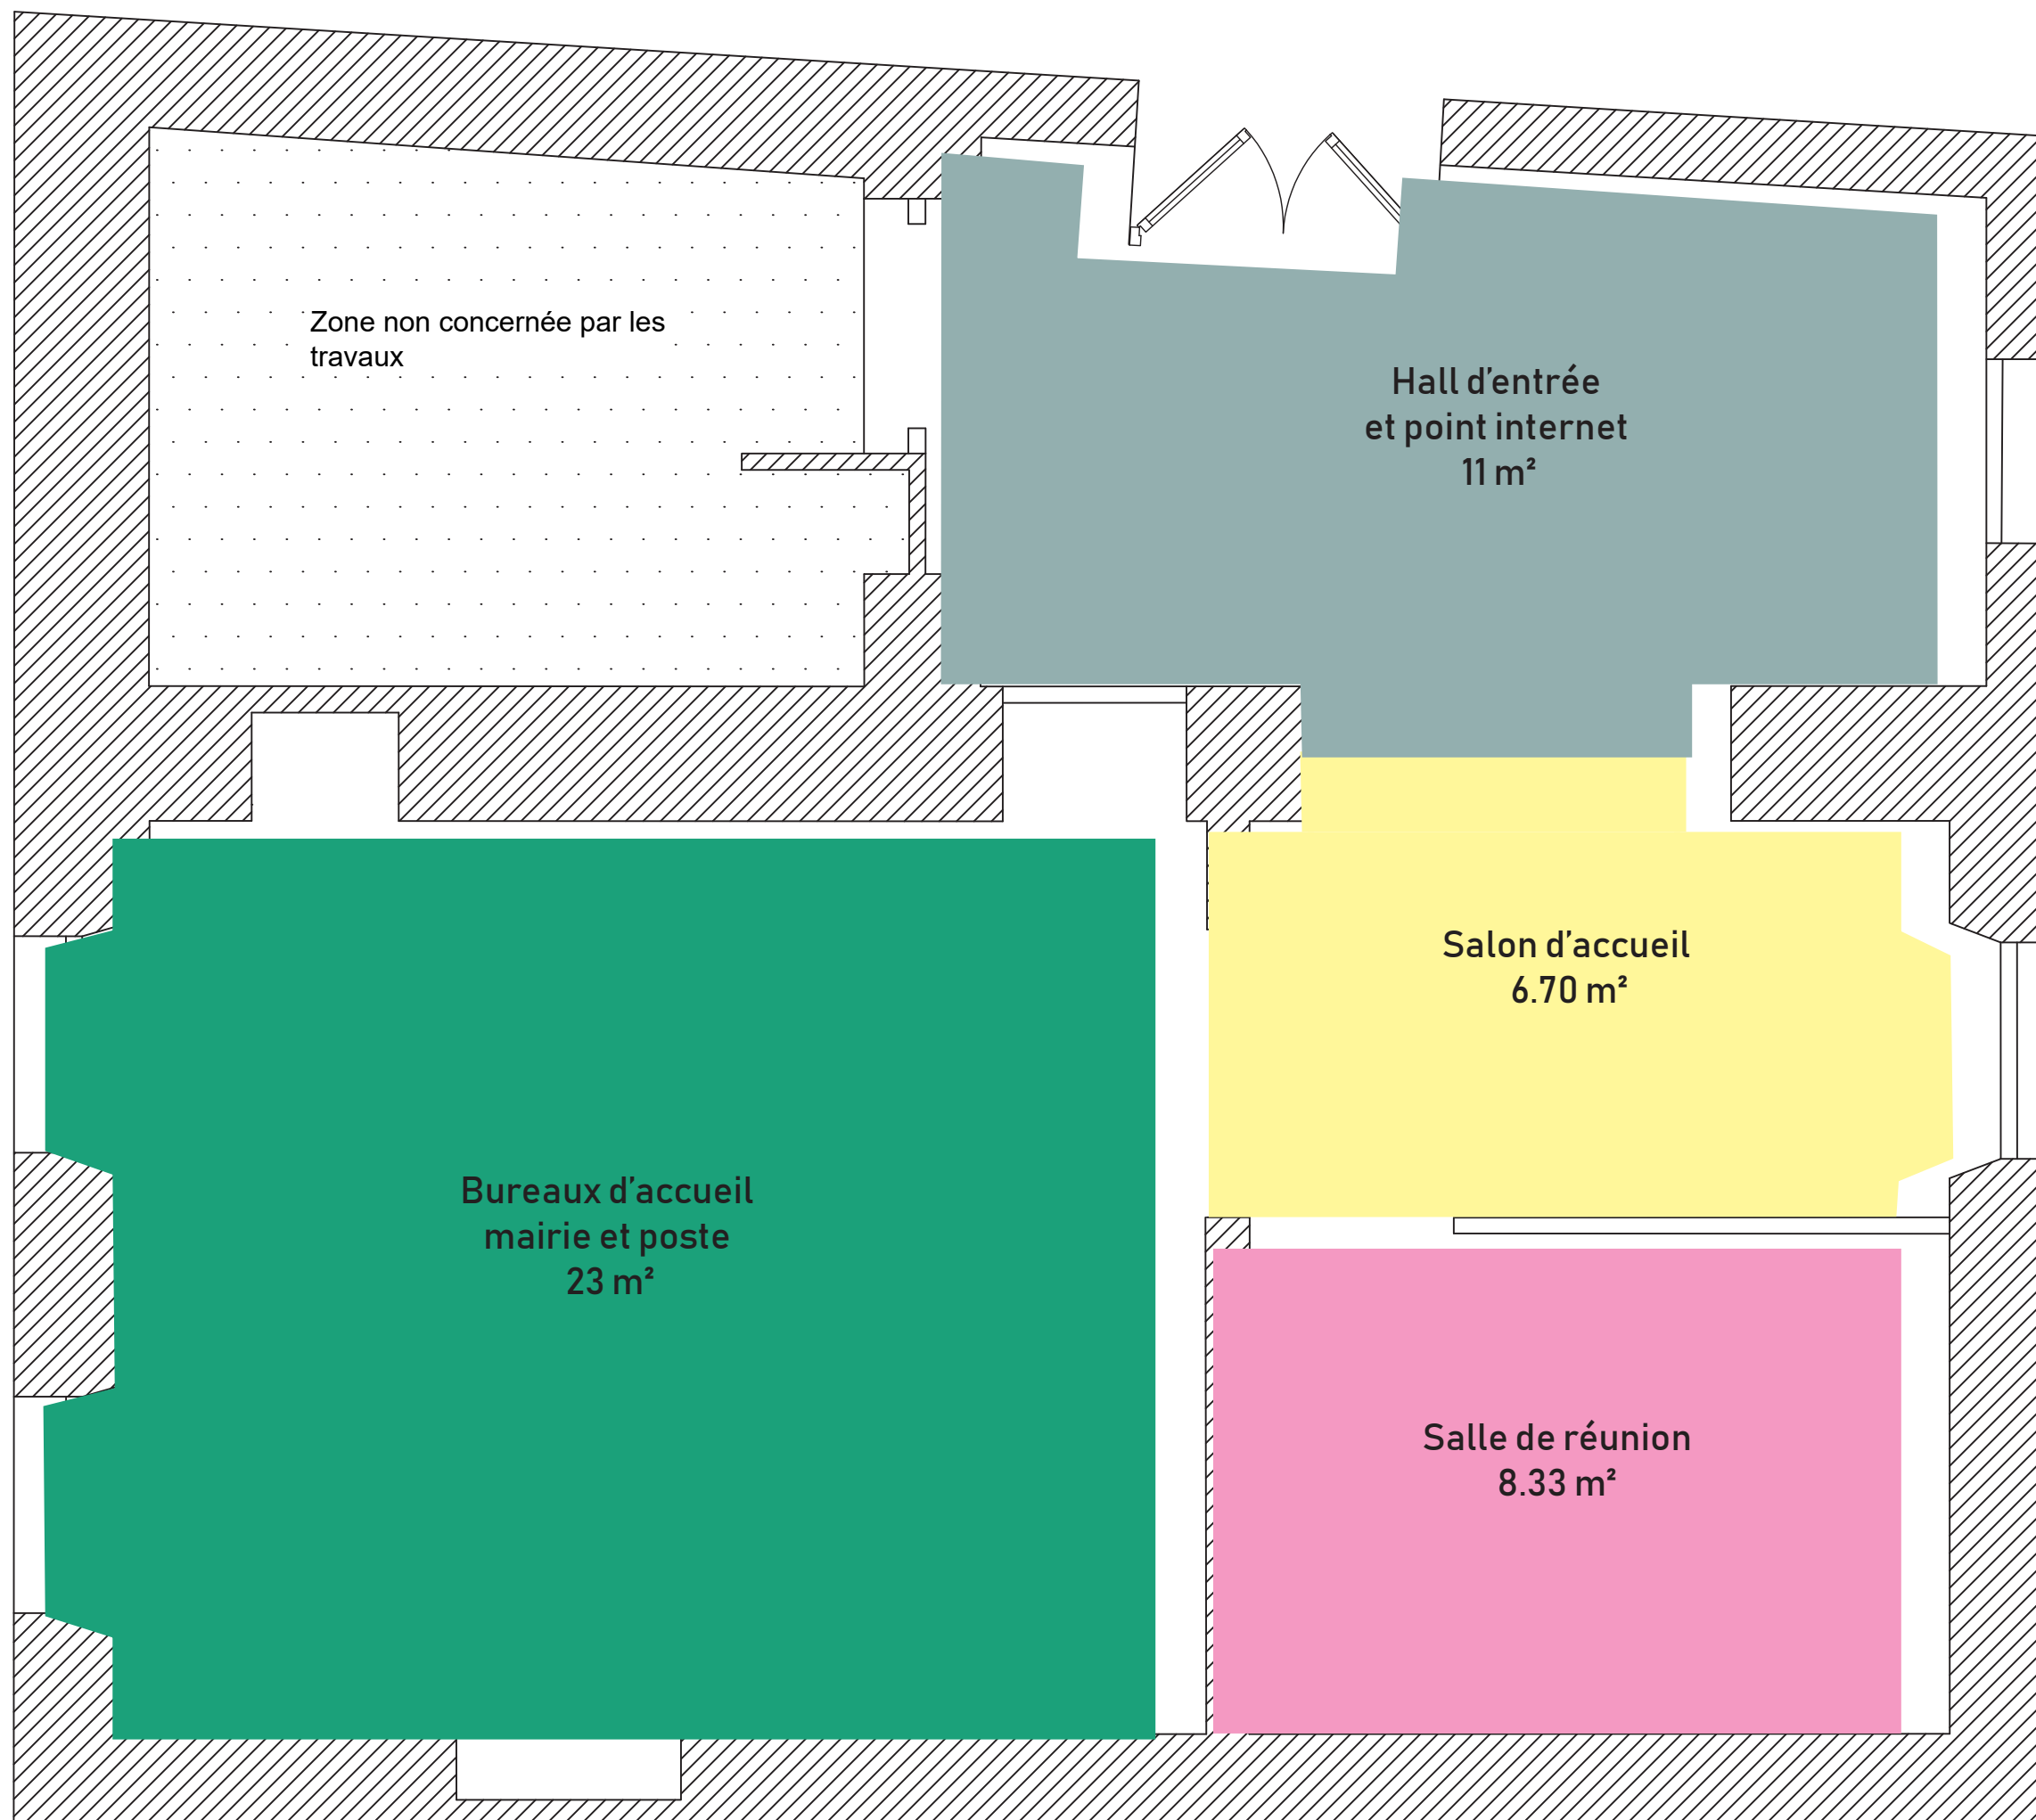 Zone non concernée par les
travaux
Hall d’entrée
et point internet
11 m²
Salon d’accueil
6.70 m²
Bureaux d’accueil
mairie et poste
23 m²
Salle de réunion
8.33 m²